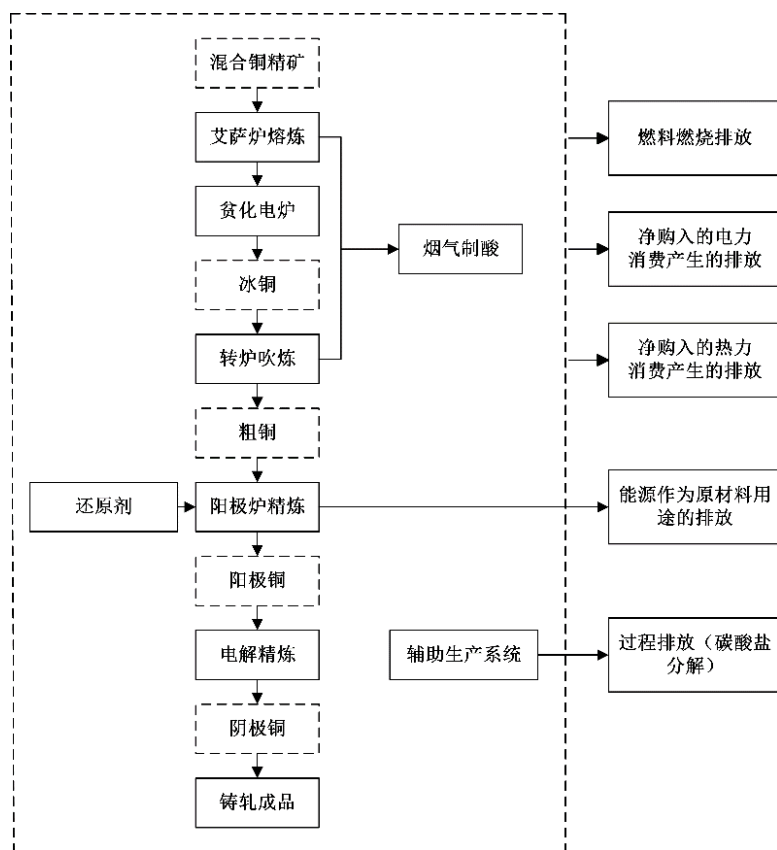 混合铜精矿
艾萨炉熔炼
贫化电炉
冰铜
转炉吹炼
粗铜
还原剂
阳极炉精炼
阳极铜
电解精炼
阴极铜
铸轧成品
烟气制酸
辅助生产系统
燃料燃烧排放
净购入的电力
消费产生的排放
净购入的热力
消费产生的排放
能源作为原材料用
途的排放
过程排放（碳酸盐
分解）